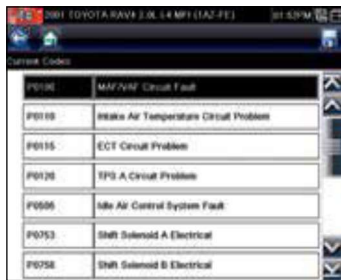 2001 TOYOTA RAV4 2.0L L4 MFI (1AZ-FE) 01:52PM
Current Codes
P0100 MAF/VAF Circuit Fault
P0110 Intake Air Temperature Circuit Problem
P0115 ECT Circuit Problem
P0120 TPS A Circuit Problem
P0505 Idle Air Control System Fault
P0753 Shift Solenoid A Electrical
P0758 Shift Solenoid B Electrical